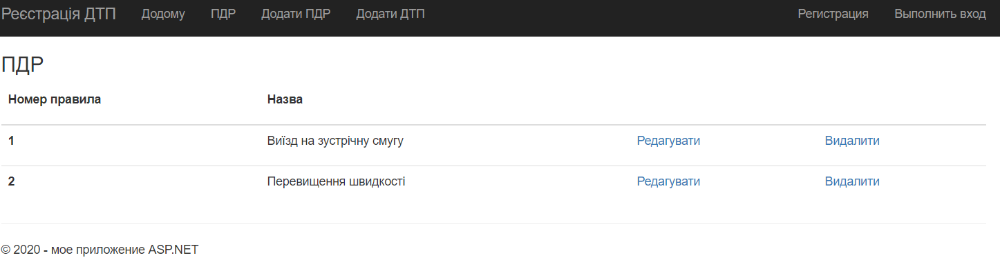 Реєстрація ДТП Додому ПДР Додати ПДР Додати ДТП Регистрация Выполнить вход
ПДР
Номер правила Назва
1 Виїзд на зустрічну смугу Редагувати Видалити
2 Перевищення швидкості Редагувати Видалити
© 2020 - мое приложение ASP.NET